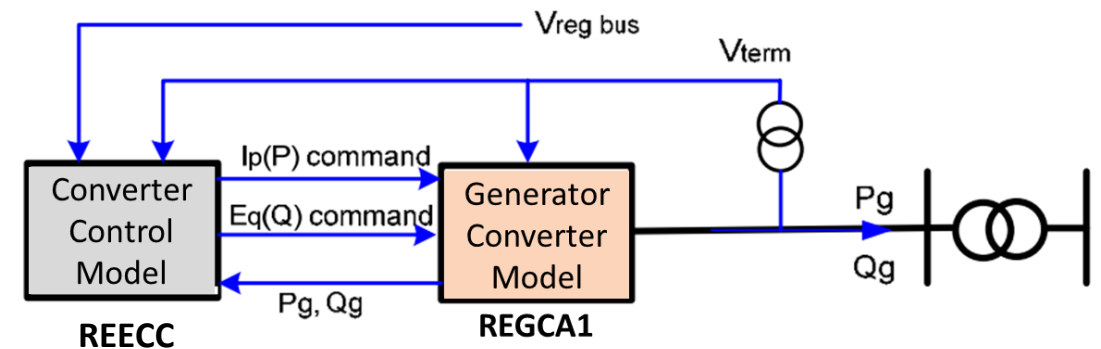 Vreg bus
Vterm
Ip(P) command
Converter
Control
Model
Eq(Q) command
Generator
Converter
Model
Pg
Qg
Pg, Qg
REECC
REGCA1